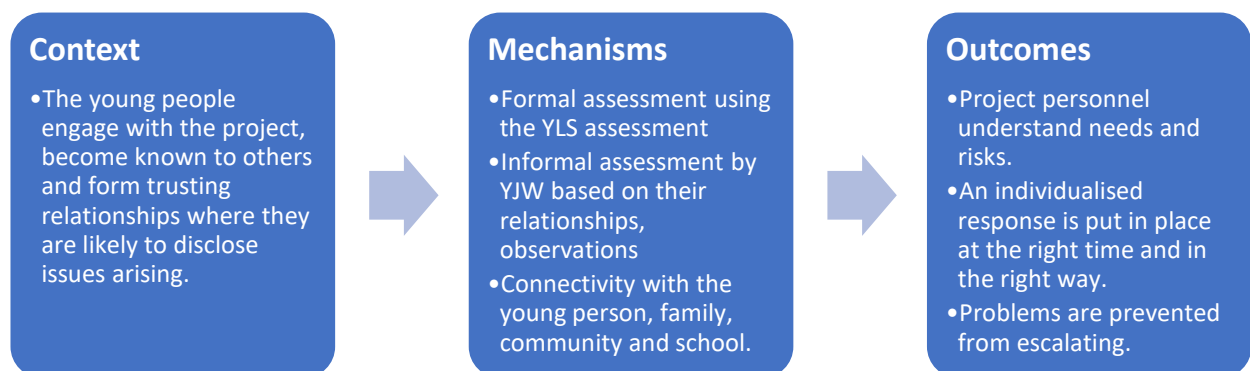 Context
•The young people
engage with the project,
become known to others
and form trusting
relationships where they
are likely to disclose
issues arising.
Mechanisms
•Formal assessment using
the YLS assessment
•Informal assessment by
YJW based on their
relationships,
observations
•Connectivity with the
young person, family,
community and school.
Outcomes
•Project personnel
understand needs and
risks.
•An individualised
response is put in place
at the right time and in
the right way.
•Problems are prevented
from escalating.